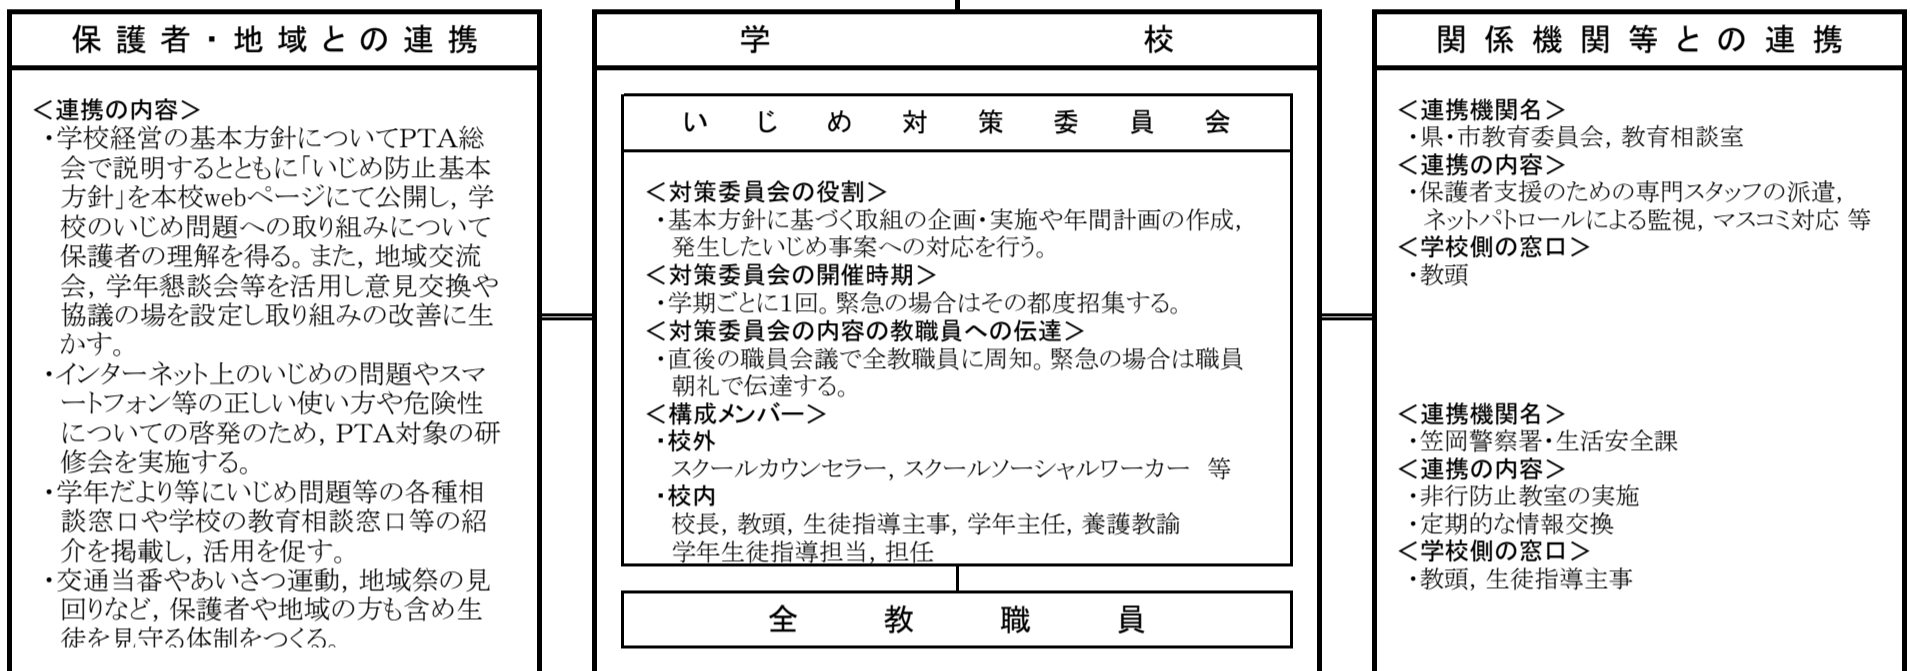 保護者・地域との連携
＜連携の内容＞
・学校経営の基本方針についてPTA総
会で説明するとともに「いじめ防止基本
方針」を本校webページにて公開し，学
校のいじめ問題への取り組みについて
保護者の理解を得る。また，地域交流
会，学年懇談会等を活用し意見交換や
協議の場を設定し取り組みの改善に生
かす。
・インターネット上のいじめの問題やスマ
ートフォン等の正しい使い方や危険性
についての啓発のため，PTA対象の研
修会を実施する。
・学年だより等にいじめ問題等の各種相
談窓口や学校の教育相談窓口等の紹
介を掲載し，活用を促す。
・交通当番やあいさつ運動，地域祭の見
回りなど，保護者や地域の方も含め生
徒を見守る体制をつくる。
学校
いじめ対策委員会
＜対策委員会の役割＞
・基本方針に基づく取組の企画・実施や年間計画の作成，
発生したいじめ事案への対応を行う。
＜対策委員会の開催時期＞
・学期ごとに1回。緊急の場合はその都度招集する。
＜対策委員会の内容の教職員への伝達＞
・直後の職員会議で全教職員に周知。緊急の場合は職員
朝礼で伝達する。
＜構成メンバー＞
・校外
スクールカウンセラー，スクールソーシャルワーカー 等
・校内
校長，教頭，生徒指導主事，学年主任，養護教諭
学年生徒指導担当，担任
全教職員
関係機関等との連携
＜連携機関名＞
・県・市教育委員会，教育相談室
＜連携の内容＞
・保護者支援のための専門スタッフの派遣，
ネットパトロールによる監視，マスコミ対応 等
＜学校側の窓口＞
・教頭
＜連携機関名＞
・笠岡警察署・生活安全課
＜連携の内容＞
・非行防止教室の実施
・定期的な情報交換
＜学校側の窓口＞
・教頭，生徒指導主事